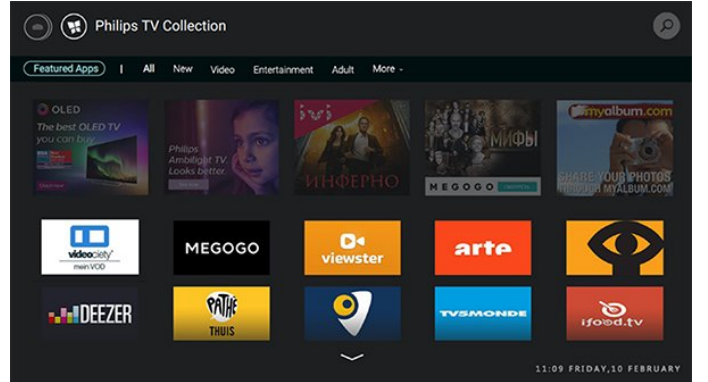 Philips TV Collection
Featured Apps | All New Video Entertainment Adult More
OLED
The best OLED TV
you can buy
Philips
Ambilight TV.
Looks better.
ivi
ИНФЕРНО
МИФЫ
MEGOGO
myalbum.com
SHARE YOUR PHOTOS
THROUGH MYALBUM.COM
videociety
mein VOD
MEGOGO
viewster
arte
DEEZER
PATHÉ
THUIS
TV5MONDE
ifood.tv
11:09 FRIDAY,10 FEBRUARY